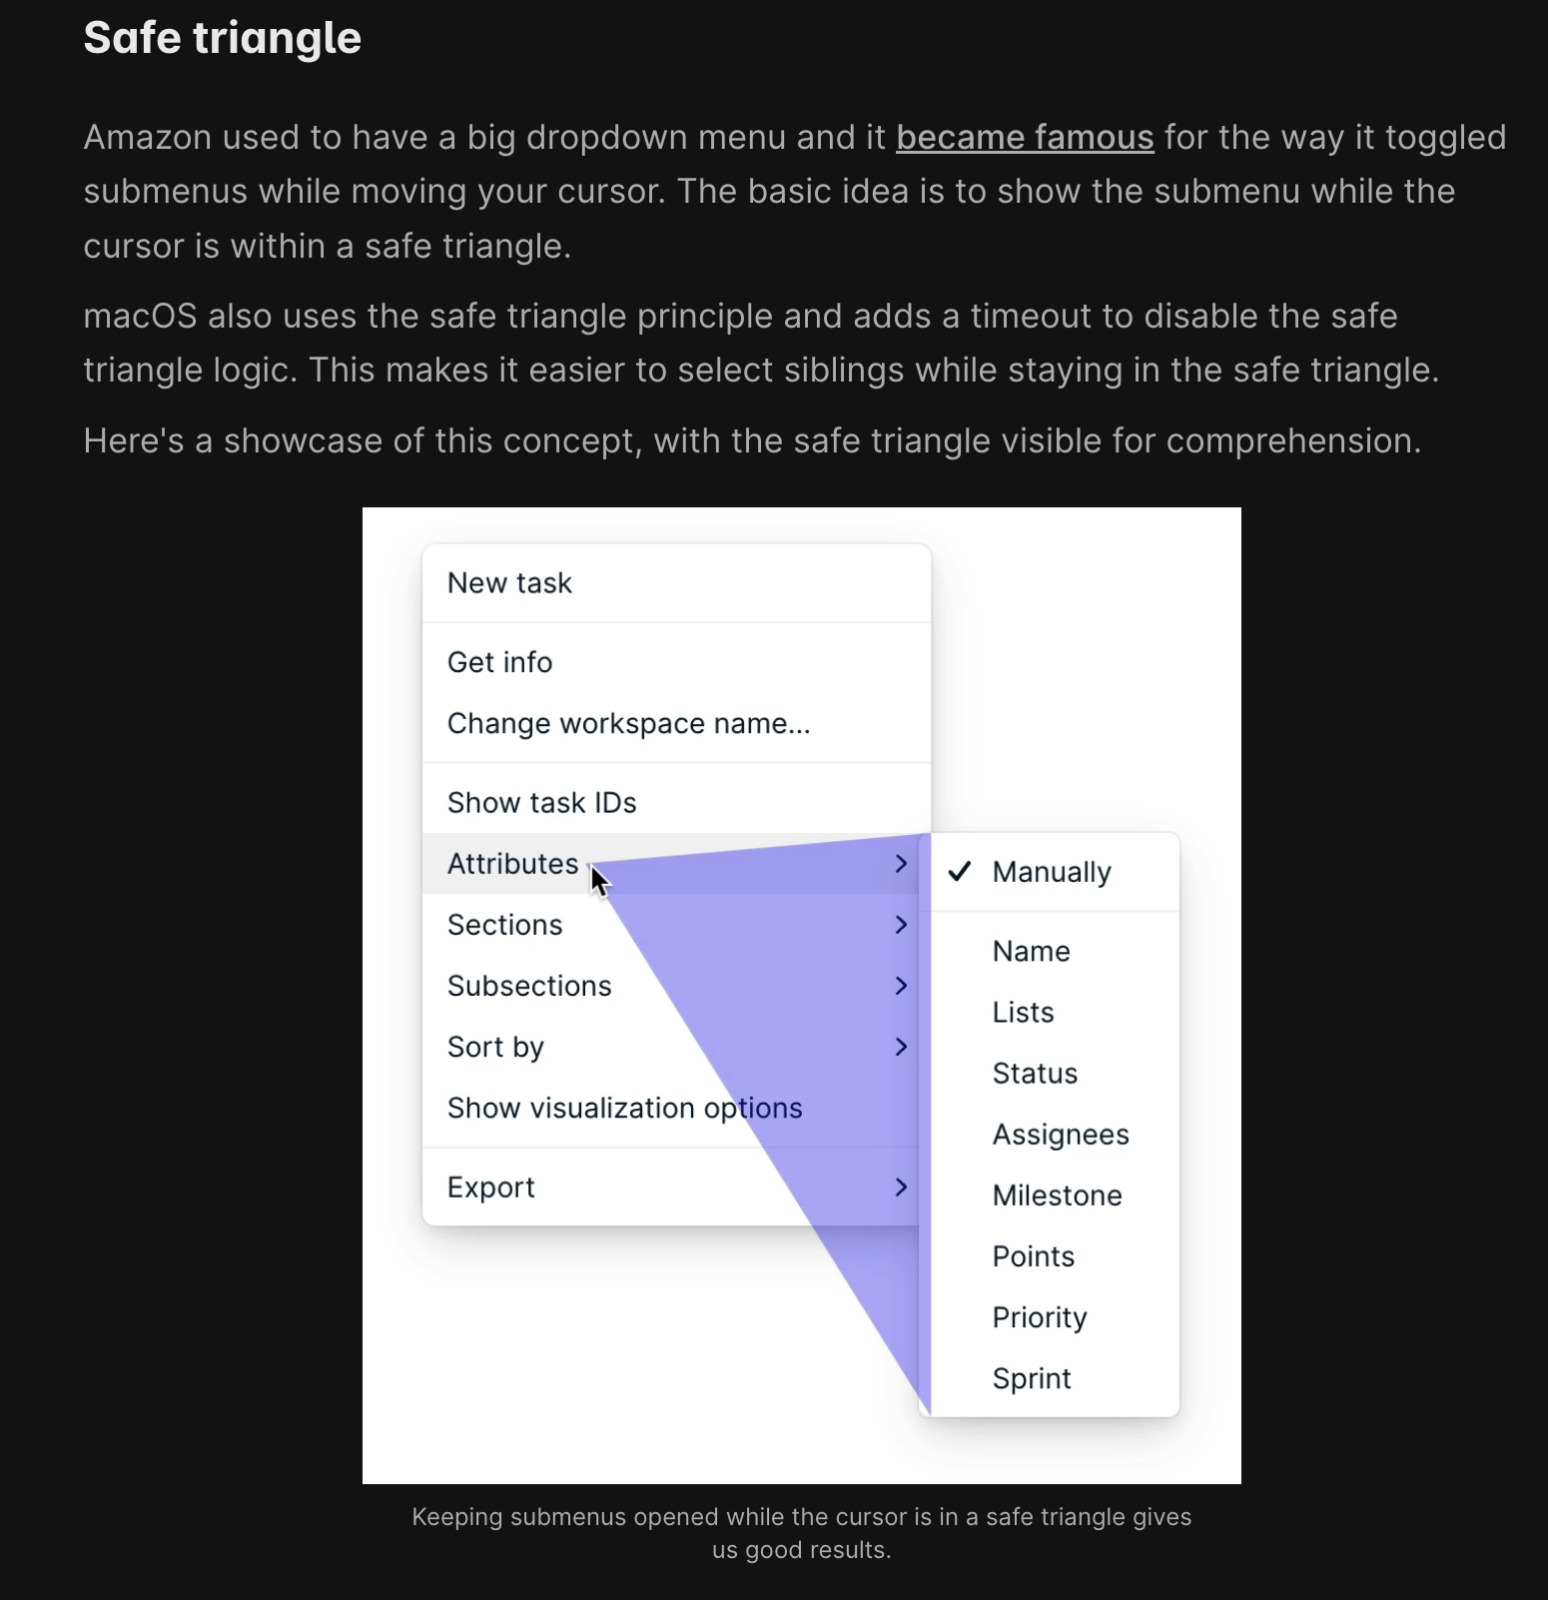 Safe triangle
Amazon used to have a big dropdown menu and it became famous for the way it toggled
submenus while moving your cursor. The basic idea is to show the submenu while the
cursor is within a safe triangle.
macOS also uses the safe triangle principle and adds a timeout to disable the safe
triangle logic. This makes it easier to select siblings while staying in the safe triangle.
Here's a showcase of this concept, with the safe triangle visible for comprehension.
New task
Get info
Change workspace name...
Show task IDs
Attributes
Sections
Subsections
Sort by
Show visualization options
Export
Manually
Name
Lists
Status
Assignees
Milestone
Points
Priority
Sprint
Keeping submenus opened while the cursor is in a safe triangle gives
us good results.